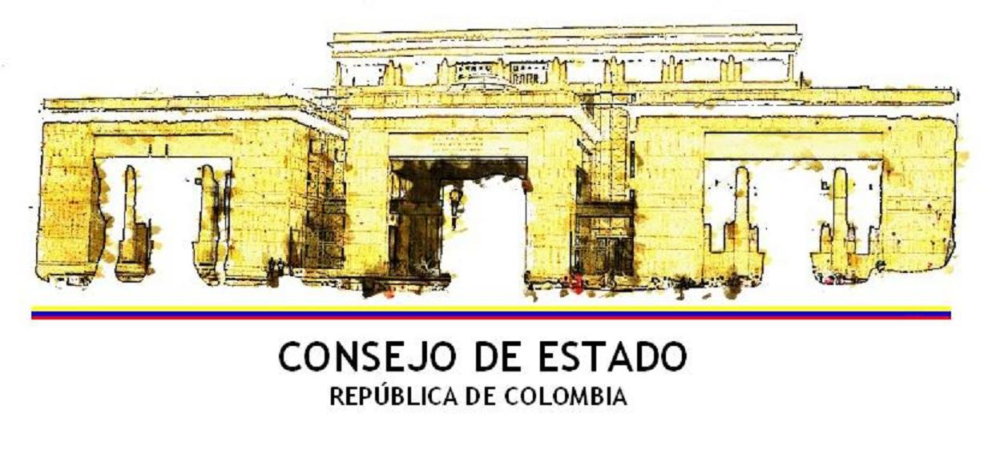 CONSEJO DE ESTADO
REPÚBLICA DE COLOMBIA